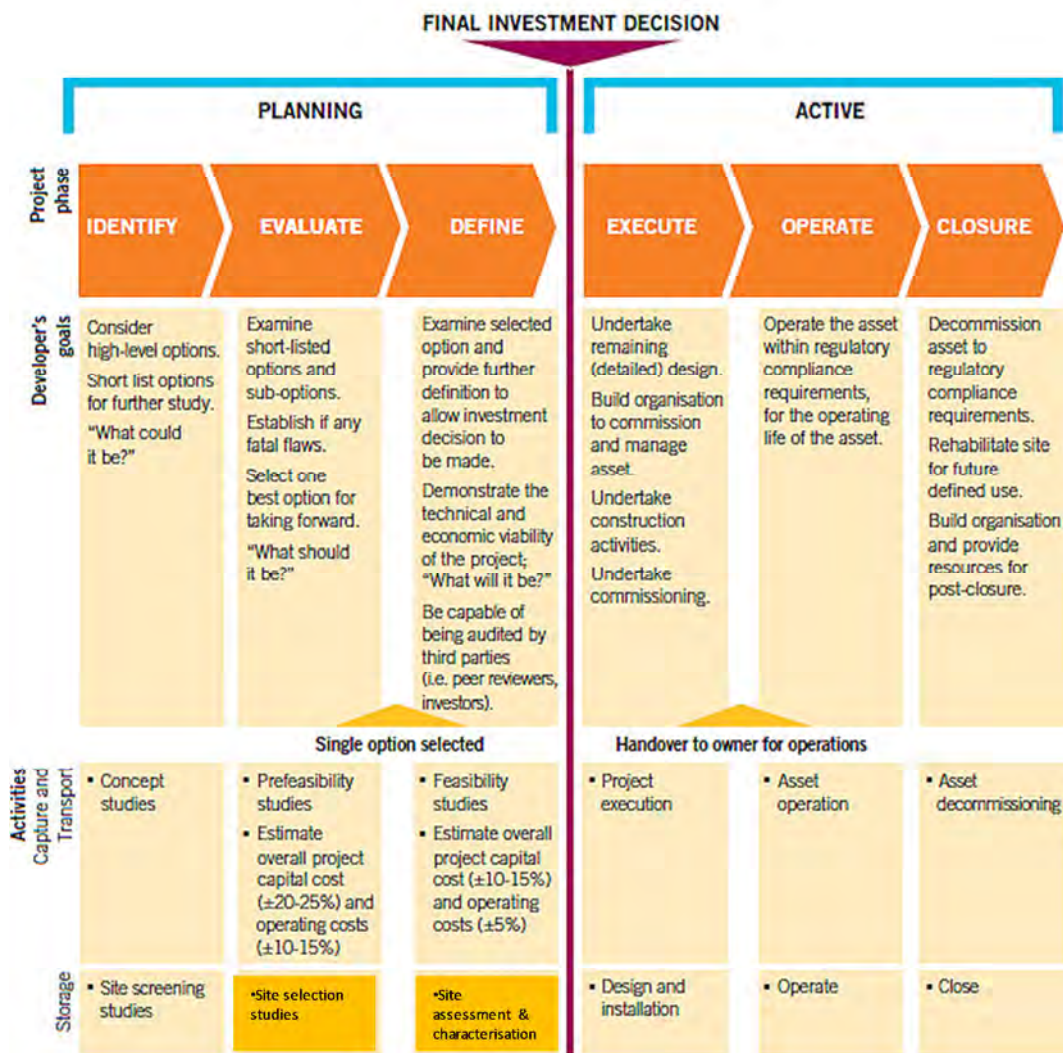 FINAL INVESTMENT DECISION
PLANNING
ACTIVE
Project
phase
IDENTIFY
EVALUATE
DEFINE
EXECUTE
OPERATE
CLOSURE
Developer's
goals
Consider
high-level options.
Short list options
for further study.
"What could
it be?"
Examine
short-listed
options and
sub-options.
Establish if any
fatal flaws.
Select one
best option for
taking forward.
"What should
it be?"
Examine selected
option and
provide further
definition to
allow investment
decision to
be made.
Demonstrate the
technical and
economic viability
of the project;
"What will it be?"
Be capable of
being audited by
third parties
(i.e. peer reviewers,
investors).
Undertake
remaining
(detailed) design.
Build organisation
to commission
and manage
asset.
Undertake
construction
activities.
Undertake
commissioning.
Operate the asset
within regulatory
compliance
requirements,
for the operating
life of the asset.
Decommission
asset to
regulatory
compliance
requirements.
Rehabilitate site
for future
defined use.
Build organisation
and provide
resources for
post-closure.
Single option selected
Handover to owner for operations
Activities
Capture and
Transport
▪ Concept
studies
▪ Prefeasibility
studies
▪ Estimate
overall project
capital cost
(±20-25%) and
operating costs
(±10-15%)
▪ Feasibility
studies
▪ Estimate overall
project capital
cost (±10-15%)
and operating
costs (±5%)
▪ Project
execution
▪ Asset
operation
▪ Asset
decommissioning
Storage
▪ Site screening
studies
•Site selection
studies
•Site
assessment &
characterisation
▪ Design and
installation
▪ Operate
▪ Close